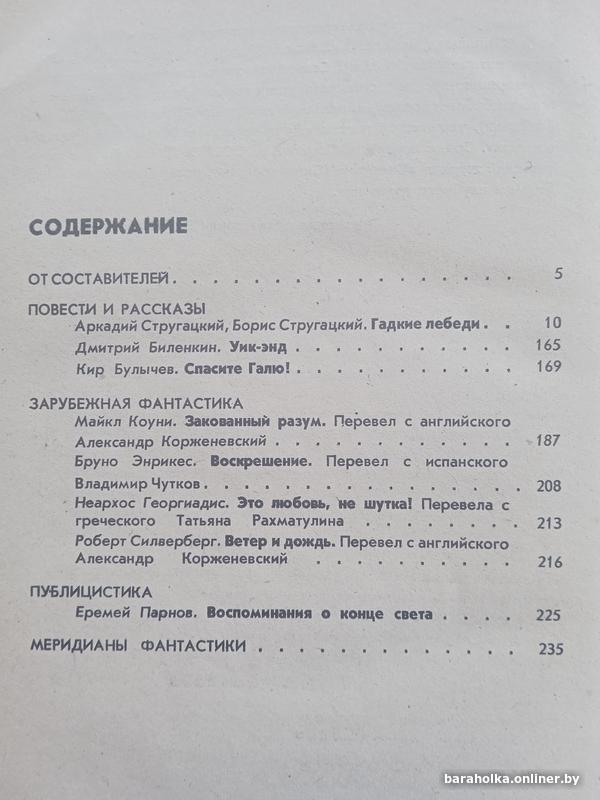 СОДЕРЖАНИЕ
ОТ СОСТАВИТЕЛЕЙ. . . . . . . . . . . . . . . . 5
ПОВЕСТИ И РАССКАЗЫ
Аркадий Стругацкий, Борис Стругацкий. Гадкие лебеди. . 10
Дмитрий Биленкин. Уик-энд . . . . . . . . . . . 165
Кир Булычев. Спасите Галю! . . . . . . . . . . . 169
ЗАРУБЕЖНАЯ ФАНТАСТИКА
Майкл Коуни. Закованный разум. Перевел с английского
Александр Корженевский . . . . . . . . . . . . 187
Бруно Энрикес. Воскрешение. Перевел с испанского
Владимир Чутков . . . . . . . . . . . . . . . 208
Неархос Георгиадис. Это любовь, не шутка! Перевела с
греческого Татьяна Рахматулина . . . . . . . . 213
Роберт Силверберг. Ветер и дождь. Перевел с английского
Александр Корженевский . . . . . . . . . . 216
ПУБЛИЦИСТИКА
Еремей Парнов. Воспоминания о конце света . . . . 225
МЕРИДИАНЫ ФАНТАСТИКИ . . . . . . . . . . . . . 235
baraholka.onliner.by